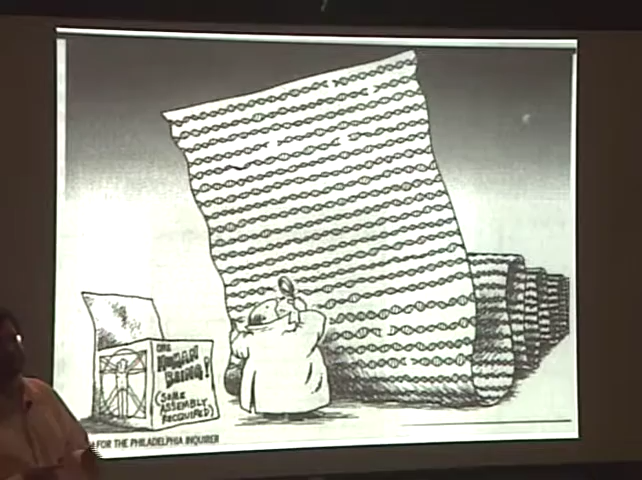 ONE
HUMAN
BEING!
(SOME
ASSEMBLY
REQUIRED)
FOR THE PHILADELPHIA INQUIRER